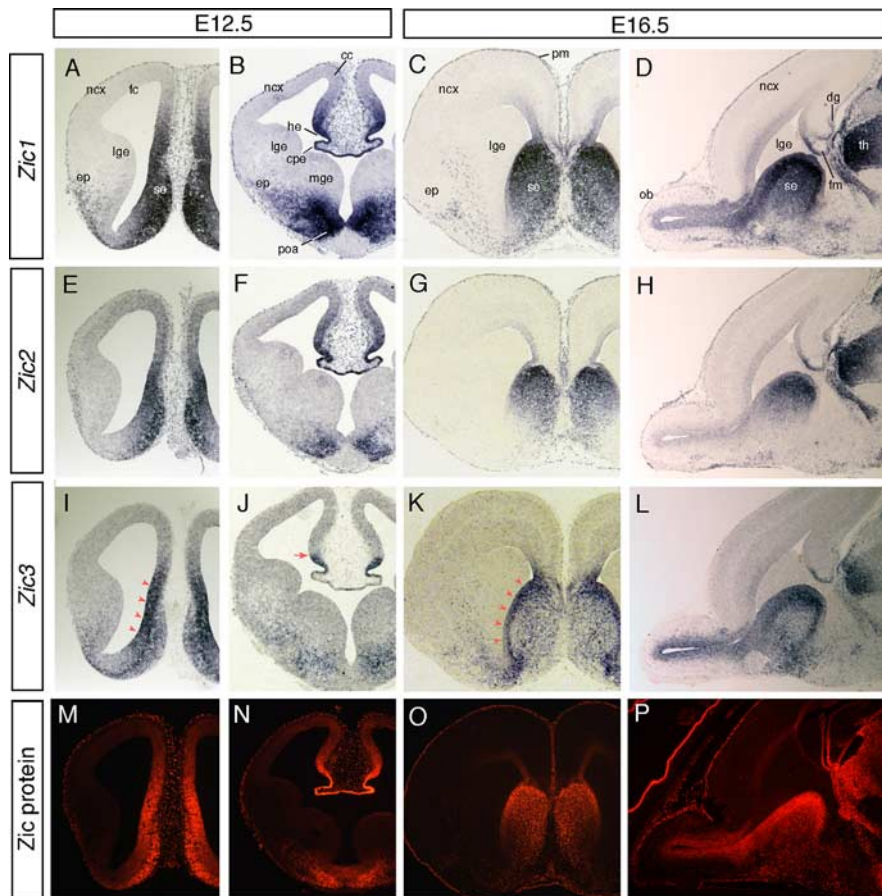 E12.5
E16.5
Zic1
A
ncx
fc
lge
ep
se
B
cc
ncx
he
lge
cpe
mge
ep
poa
C
pm
lge
ep
se
D
ncx
dg
lge
th
se
fm
ob
Zic2
E
F
G
H
Zic3
I
J
K
L
Zic protein
M
N
O
P